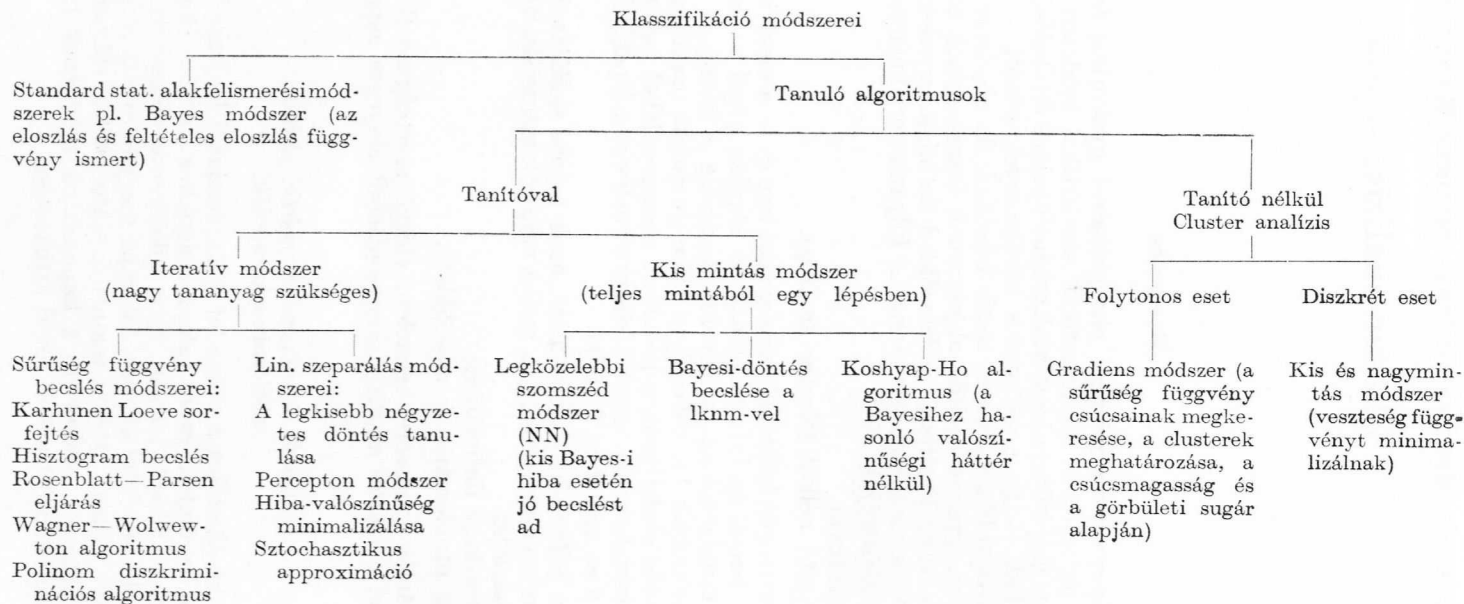 Klasszifikáció módszerei
Standard stat. alakfelismerési mód-
szerek pl. Bayes módszer (az
eloszlás és feltételes eloszlás függ-
vény ismert)
Tanuló algoritmusok
Tanítóval
Tanító nélkül
Cluster analízis
Iteratív módszer
(nagy tananyag szükséges)
Kis mintás módszer
(teljes mintából egy lépésben)
Folytonos eset
Diszkrét eset
Sűrűség függvény
becslés módszerei:
Karhunen Loeve sor-
fejtés
Hisztogram becslés
Rosenblatt—Parsen
eljárás
Wagner—Wolwew-
ton algoritmus
Polinom diszkrimi-
nációs algoritmus
Lin. szeparálás mód-
szerei:
A legkisebb négyze-
tes döntés tanu-
lása
Percepton módszer
Hiba-valószínűség
minimalizálása
Sztochasztikus
approximáció
Legközelebbi
szomszéd
módszer
(NN)
(kis Bayes-i
hiba esetén
jó becslést
ad
Bayesi-döntés
becslése a
lknm-vel
Koshyap-Ho al-
goritmus (a
Bayesihez ha-
sonló valószí-
nűségi háttér
nélkül)
Gradiens módszer (a
sűrűség függvény
csúcsainak megke-
resése, a clusterek
meghatározása, a
csúcsmagasság és
a görbületi sugár
alapján)
Kis és nagymin-
tás módszer
(veszteség függ-
vényt minima-
lizálnak)